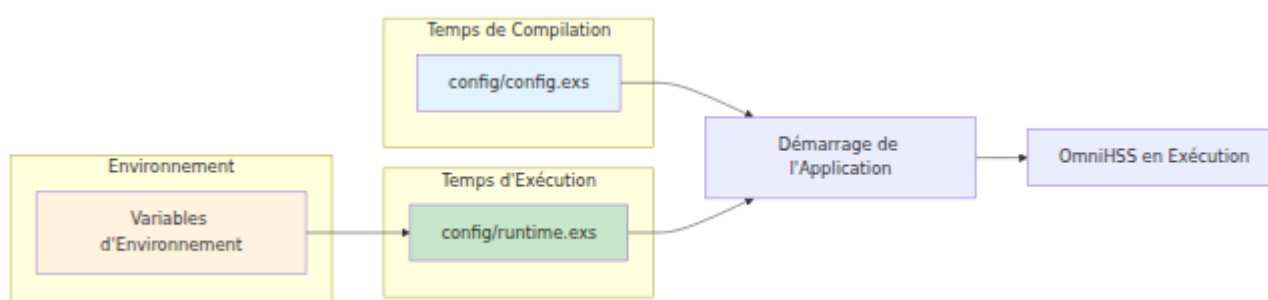 Temps de Compilation
config/config.exs
Environnement
Variables
d'Environnement
Temps d'Exécution
config/runtime.exs
Démarrage de
l'Application
OmniHSS en Exécution